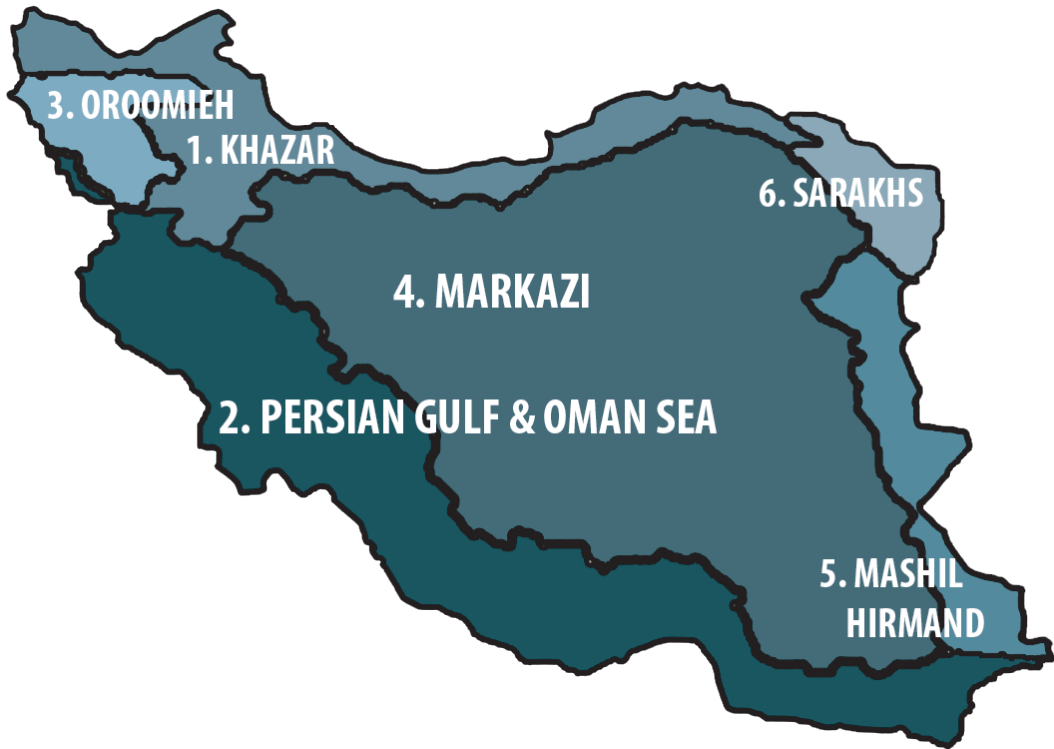 3. OROOMIEH
1. KHAZAR
6. SARAKHS
4. MARKAZI
2. PERSIAN GULF & OMAN SEA
5. MASHIL
HIRMAND